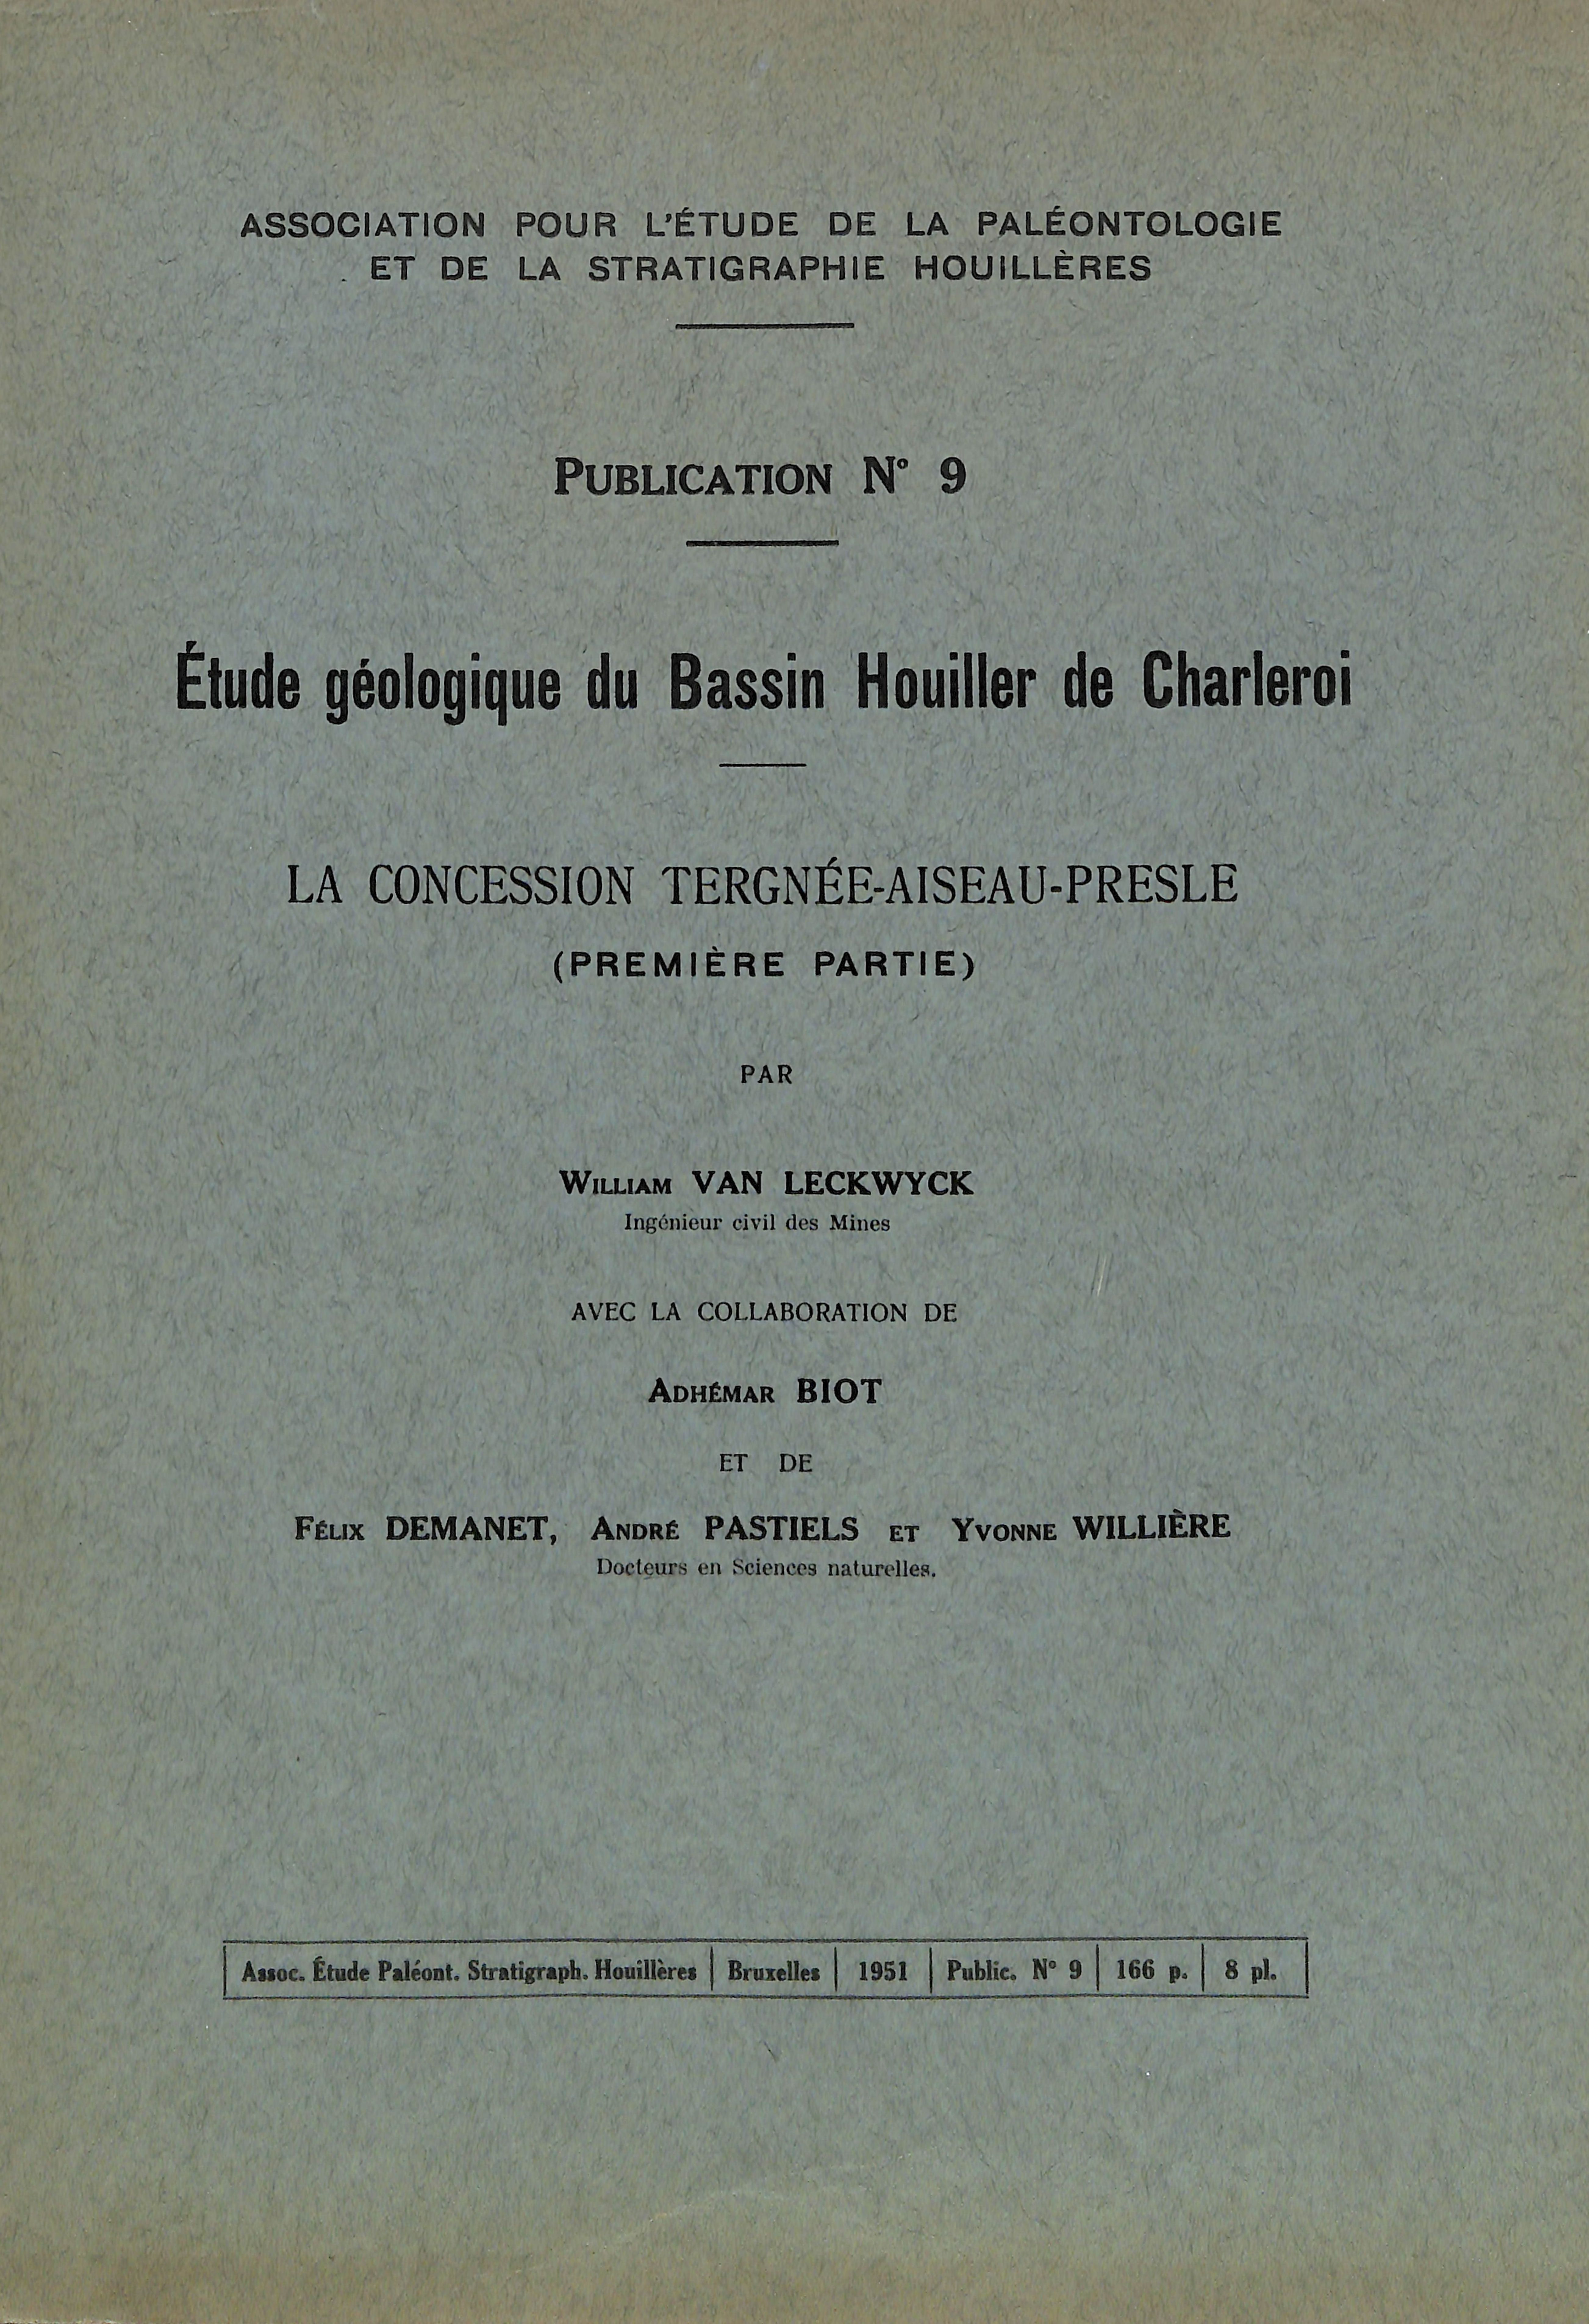 ASSOCIATION POUR L'ÉTUDE DE LA PALÉONTOLOGIE
ET DE LA STRATIGRAPHIE HOUILLÈRES
PUBLICATION N° 9
Étude géologique du Bassin Houiller de Charleroi
LA CONCESSION TERGNÉE-AISEAU-PRESLE
(PREMIÈRE PARTIE)
PAR
WILLIAM VAN LECKWYCK
Ingénieur civil des Mines
AVEC LA COLLABORATION DE
ADHÉMAR BIOT
ET DE
FÉLIX DEMANET, ANDRÉ PASTIELS ET YVONNE WILLIÈRE
Docteurs en Sciences naturelles.
Assoc. Étude Paléont. Stratigraph. Houillères | Bruxelles | 1951 | Public. N° 9 | 166 p. | 8 pl.